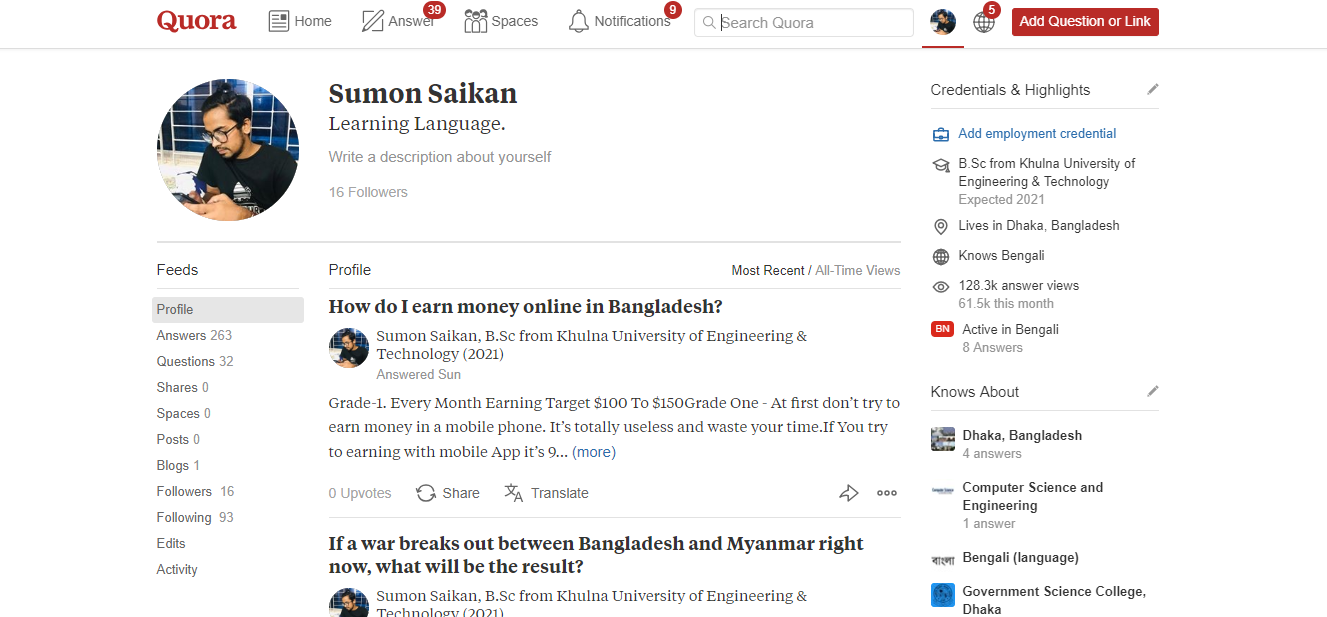 Quora
Home
Answer
39
Spaces
Notifications
9
Search Quora
5
Add Question or Link
Sumon Saikan
Learning Language.
Write a description about yourself
16 Followers
Feeds
Profile
Answers 263
Questions 32
Shares 0
Spaces 0
Posts 0
Blogs 1
Followers 16
Following 93
Edits
Activity
Profile
Most Recent / All-Time Views
How do I earn money online in Bangladesh?
Sumon Saikan, B.Sc from Khulna University of Engineering &
Technology (2021)
Answered Sun
Grade-1. Every Month Earning Target $100 To $150Grade One - At first don't try to
earn money in a mobile phone. It's totally useless and waste your time.If You try
to earning with mobile App it's 9... (more)
0 Upvotes
Share
Translate
If a war breaks out between Bangladesh and Myanmar right
now, what will be the result?
Sumon Saikan, B.Sc from Khulna University of Engineering &
Technology (2021)
Credentials & Highlights
Add employment credential
B.Sc from Khulna University of
Engineering & Technology
Expected 2021
Lives in Dhaka, Bangladesh
Knows Bengali
128.3k answer views
61.5k this month
BN
Active in Bengali
8 Answers
Knows About
Dhaka, Bangladesh
4 answers
Computer Science and
Engineering
1 answer
বাংলা
Bengali (language)
Government Science College,
Dhaka